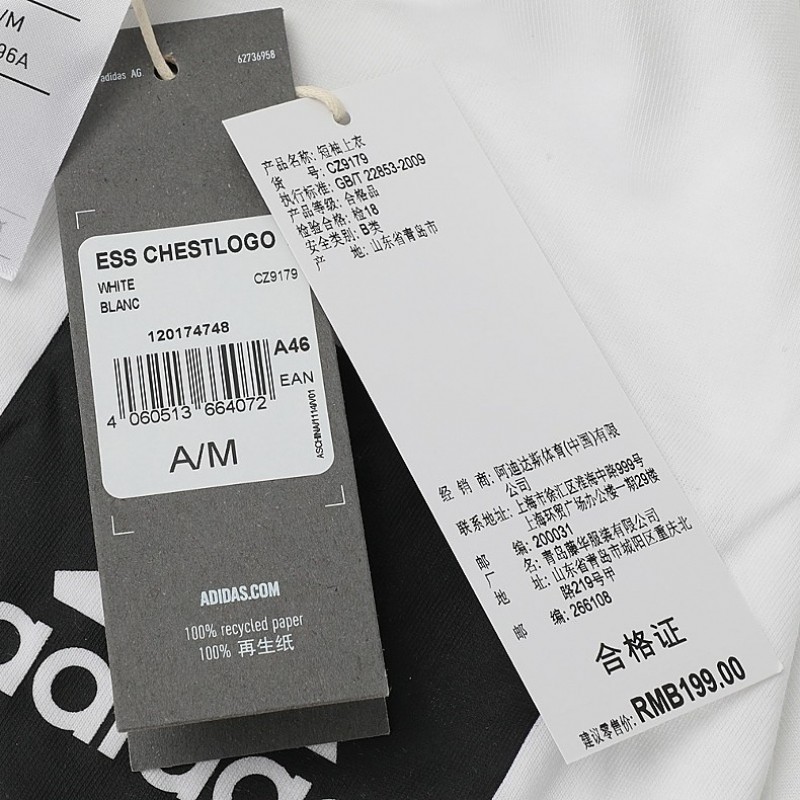 /M
96A
adidas AG
62736958
ESS CHESTLOGO
WHITE
CZ9179
BLANC
120174748
A46
EAN
4 060513 664072
A/M
ASCHINA/1114/V01
ADIDAS.COM
100% recycled paper
100% 再生纸
产品名称: 短袖上衣
货 号: CZ9179
执行标准: GB/T 22853-2009
产品等级: 合格品
检验合格: 检18
安全类别: B类
产 地: 山东省青岛市
经 销 商: 阿迪达斯体育(中国)有限
公司
联系地址: 上海市徐汇区淮海中路999号
上海环贸广场办公楼一期29楼
邮 编: 200031
厂 名: 青岛藤华服装有限公司
地 址: 山东省青岛市城阳区重庆北
路219号甲
邮 编: 266108
合格证
建议零售价: RMB199.00
adidas